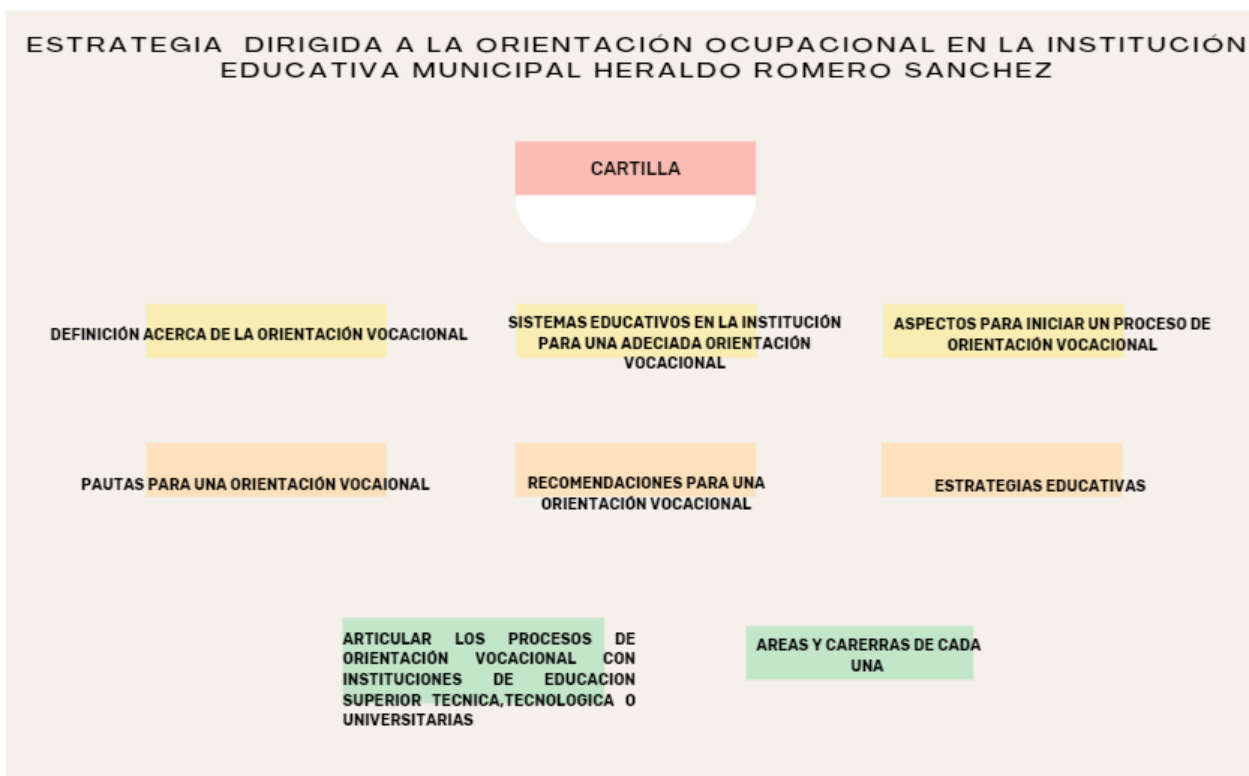 ESTRATEGIA DIRIGIDA A LA ORIENTACIÓN OCUPACIONAL EN LA INSTITUCIÓN
EDUCATIVA MUNICIPAL HERALDO ROMERO SANCHEZ
CARTILLA
DEFINICIÓN ACERCA DE LA ORIENTACIÓN VOCACIONAL
SISTEMAS EDUCATIVOS EN LA INSTITUCIÓN
PARA UNA ADECIADA ORIENTACIÓN
VOCACIONAL
ASPECTOS PARA INICIAR UN PROCESO DE
ORIENTACIÓN VOCACIONAL
PAUTAS PARA UNA ORIENTACIÓN VOCAIONAL
RECOMENDACIONES PARA UNA
ORIENTACIÓN VOCACIONAL
ESTRATEGIAS EDUCATIVAS
ARTICULAR LOS PROCESOS DE
ORIENTACIÓN VOCACIONAL CON
INSTITUCIONES DE EDUCACION
SUPERIOR TECNICA,TECNOLOGICA O
UNIVERSITARIAS
AREAS Y CARERRAS DE CADA
UNA